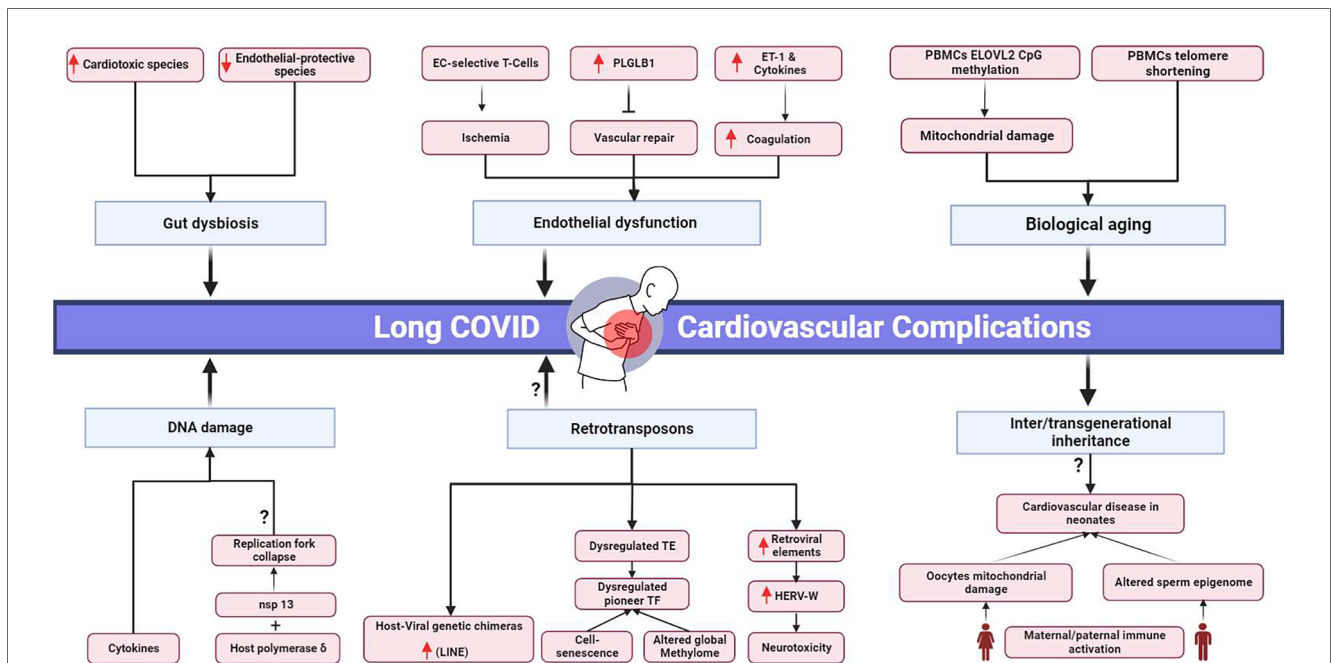 Cardiotoxic species
Endothelial-protective
species
EC-selective T-Cells
PLGLB1
ET-1 &
Cytokines
PBMCs ELOVL2 CpG
methylation
PBMCs telomere
shortening
Ischemia
Vascular repair
Coagulation
Mitochondrial damage
Gut dysbiosis
Endothelial dysfunction
Biological aging
Long COVID
Cardiovascular Complications
DNA damage
?
Retrotransposons
Inter/transgenerational
inheritance
?
?
Replication fork
collapse
nsp 13
+
Host polymerase δ
Cytokines
Host-Viral genetic chimeras
(LINE)
Dysregulated TE
Dysregulated
pioneer TF
Cell-
senescence
Altered global
Methylome
Retroviral
elements
HERV-W
Neurotoxicity
Cardiovascular disease in
neonates
Oocytes mitochondrial
damage
Altered sperm epigenome
Maternal/paternal immune
activation